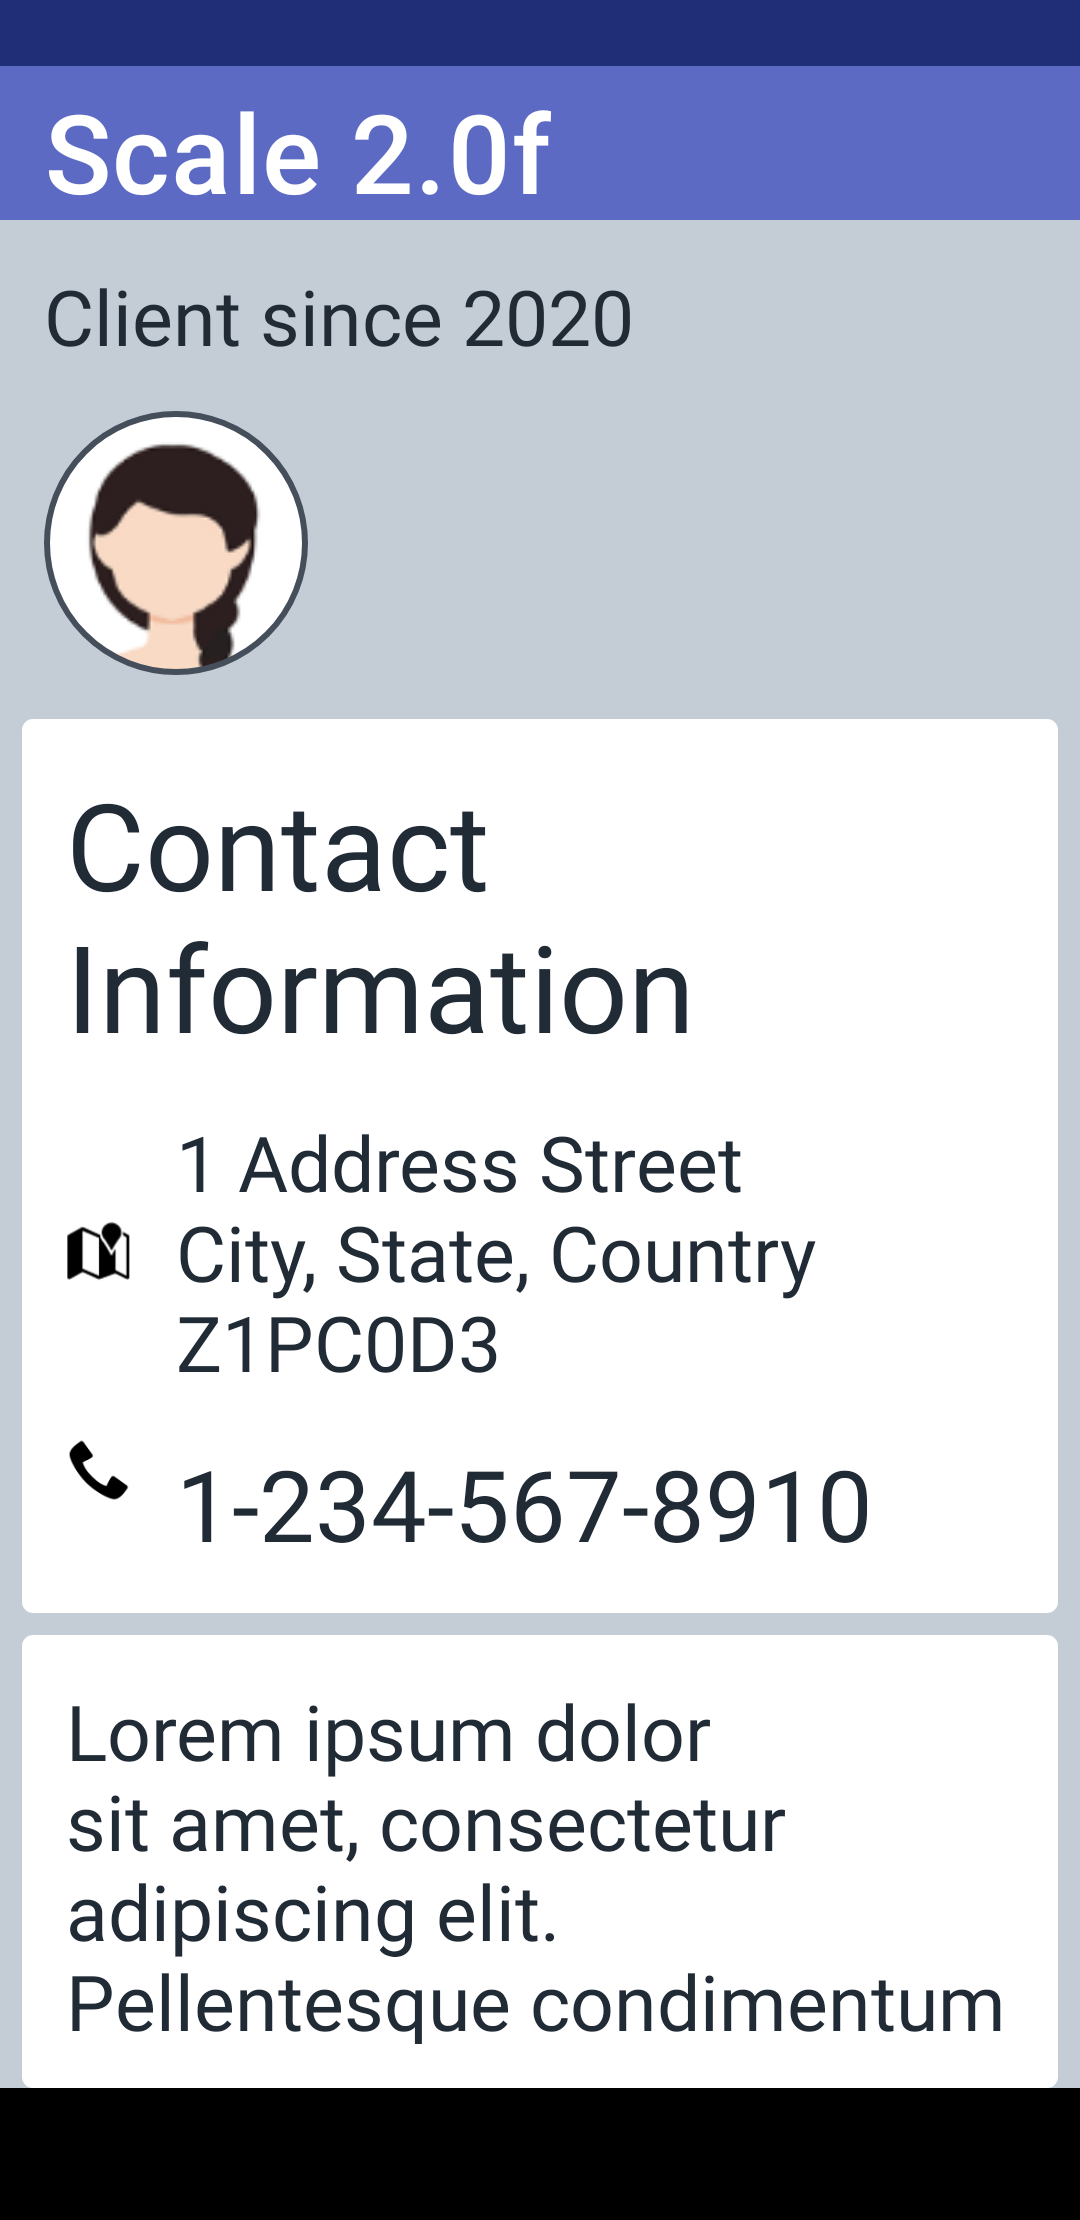 Scale 2.0f
Client since 2020
Contact
Information
1 Address Street
City, State, Country
Z1PC0D3
1-234-567-8910
Lorem ipsum dolor
sit amet, consectetur
adipiscing elit.
Pellentesque condimentum